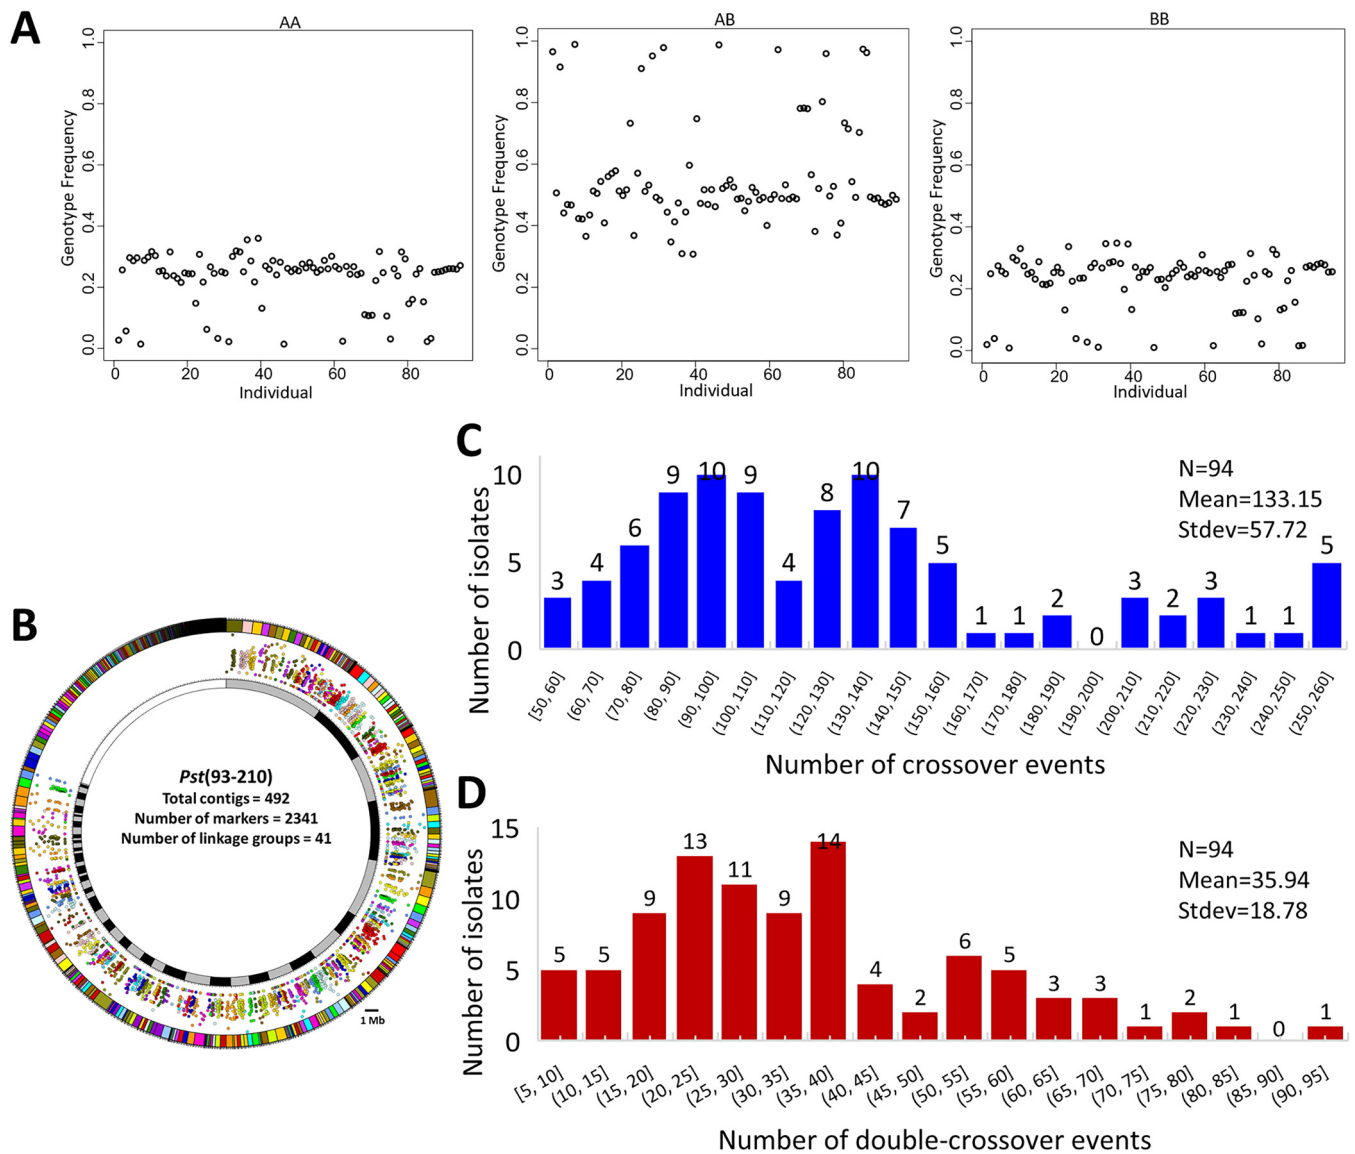 A
AA
Genotype Frequency
1.0
0.8
0.6
0.4
0.2
0.0
0 20 40 60 80
Individual
AB
Genotype Frequency
1.0
0.8
0.6
0.4
0.2
0.0
0 20 40 60 80
Individual
BB
Genotype Frequency
1.0
0.8
0.6
0.4
0.2
0.0
0 20 40 60 80
Individual
B
Pst(93-210)
Total contigs = 492
Number of markers = 2341
Number of linkage groups = 41
1 Mb
C
Number of isolates
10
5
0
3 4 6 9 10 9 4 8 10 7 5 1 1 2 0 3 2 3 1 1 5
N=94
Mean=133.15
Stdev=57.72
[50, 60] (60, 70] (70, 80] (80, 90] (90, 100] (100, 110] (110, 120] (120, 130] (130, 140] (140, 150] (150, 160] (160, 170] (170, 180] (180, 190] (190, 200] (200, 210] (210, 220] (220, 230] (230, 240] (240, 250] (250, 260]
Number of crossover events
D
Number of isolates
15
10
5
0
5 5 9 13 11 9 14 4 2 6 5 3 3 1 2 1 0 1
N=94
Mean=35.94
Stdev=18.78
[5, 10] (10, 15] (15, 20] (20, 25] (25, 30] (30, 35] (35, 40] (40, 45] (45, 50] (50, 55] (55, 60] (60, 65] (65, 70] (70, 75] (75, 80] (80, 85] (85, 90] (90, 95]
Number of double-crossover events